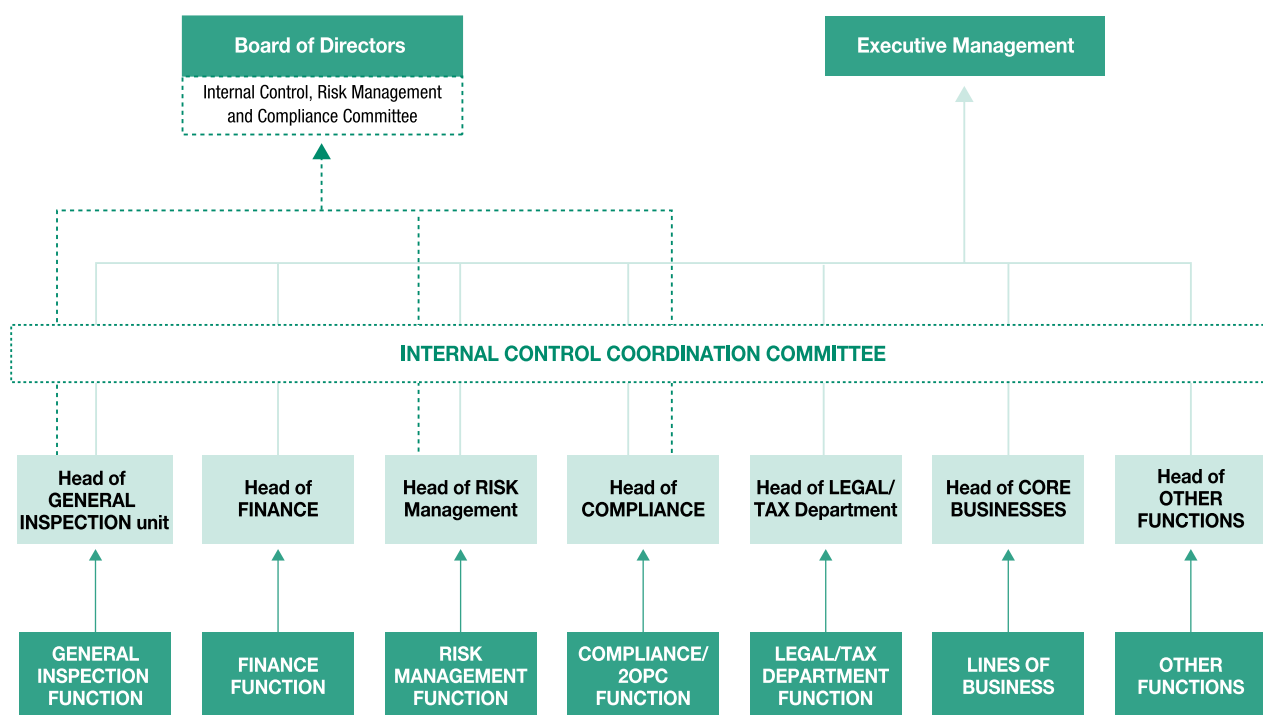 Board of Directors
Executive Management
Internal Control, Risk Management
and Compliance Committee
INTERNAL CONTROL COORDINATION COMMITTEE
Head of
GENERAL
INSPECTION unit
Head of
FINANCE
Head of RISK
Management
Head of
COMPLIANCE
Head of LEGAL/
TAX Department
Head of CORE
BUSINESSES
Head of
OTHER
FUNCTIONS
GENERAL
INSPECTION
FUNCTION
FINANCE
FUNCTION
RISK
MANAGEMENT
FUNCTION
COMPLIANCE/
2OPC
FUNCTION
LEGAL/TAX
DEPARTMENT
FUNCTION
LINES OF
BUSINESS
OTHER
FUNCTIONS